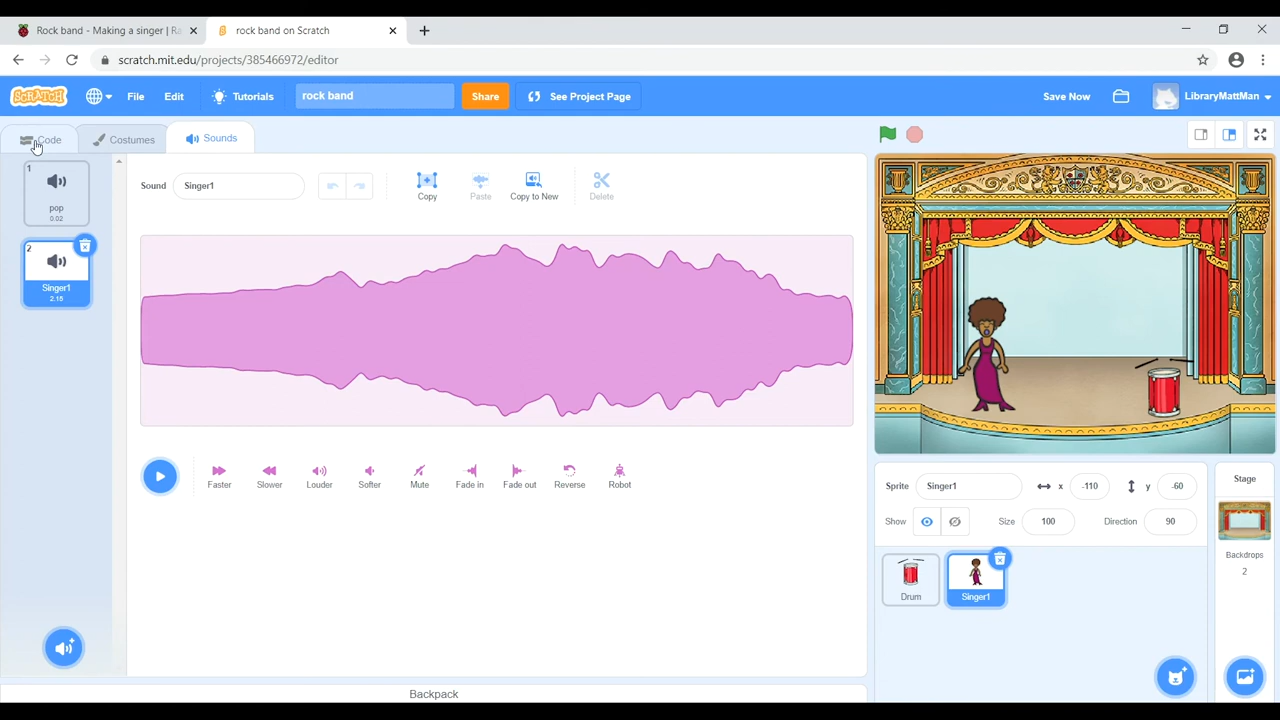 Rock band - Making a singer | Ra
rock band on Scratch
scratch.mit.edu/projects/385466972/editor
SCRATCH
File
Edit
Tutorials
rock band
Share
See Project Page
Save Now
LibraryMattMan
Code
Costumes
Sounds
1
pop
0.02
2
Singer1
2.15
Sound
Singer1
Copy
Paste
Copy to New
Delete
Faster
Slower
Louder
Softer
Mute
Fade in
Fade out
Reverse
Robot
Sprite
Singer1
x
-110
y
-60
Show
Size
100
Direction
90
Drum
Singer1
Stage
Backdrops
2
Backpack